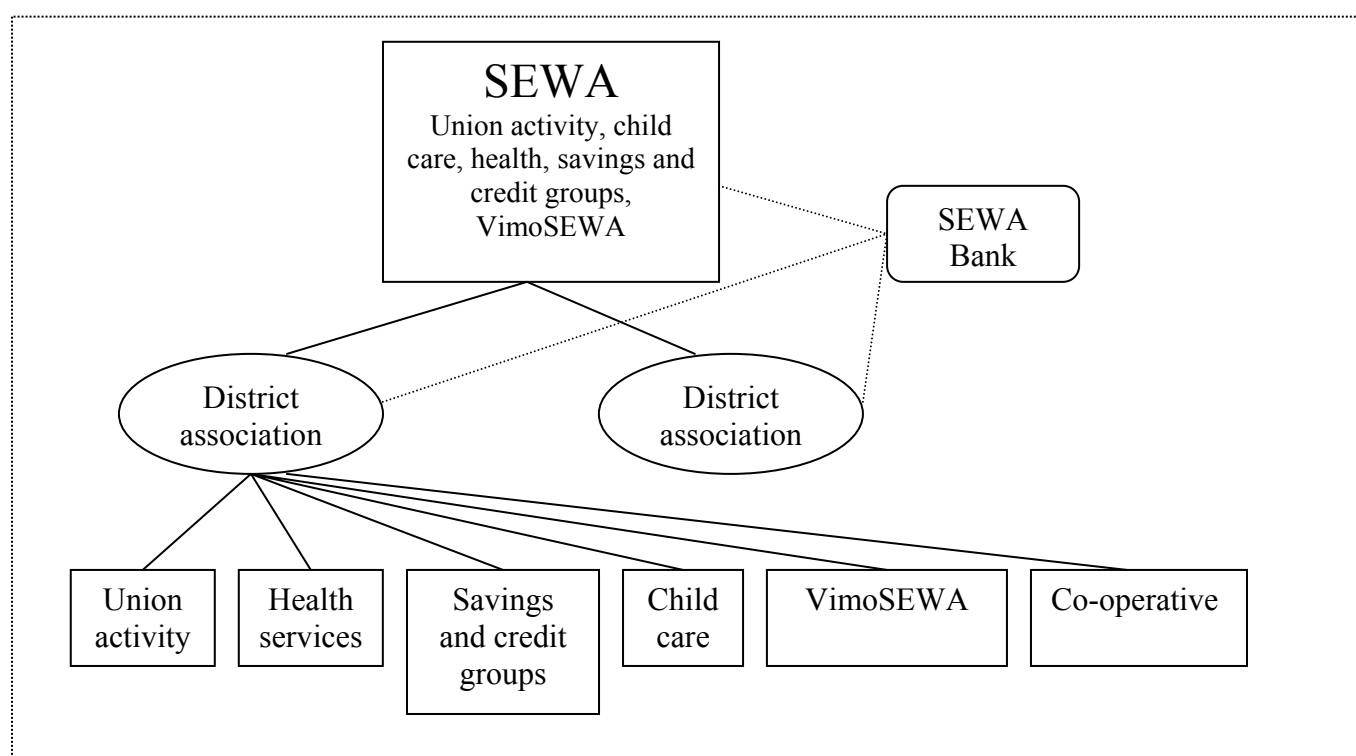 SEWA
Union activity, child
care, health, savings and
credit groups,
VimoSEWA
SEWA
Bank
District
association
District
association
Union
activity
Health
services
Savings
and credit
groups
Child
care
VimoSEWA
Co-operative